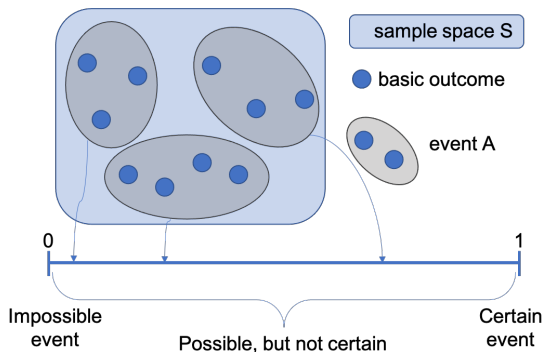 sample space S
basic outcome
event A
0
1
Impossible
event
Possible, but not certain
Certain
event